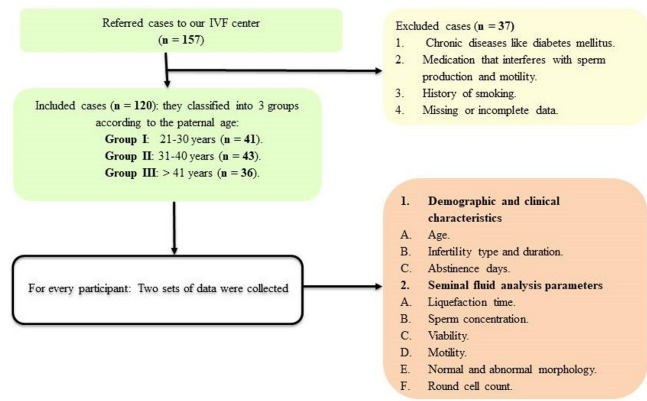 Referred cases to our IVF center
(n = 157)
Excluded cases (n = 37)
1. Chronic diseases like diabetes mellitus.
2. Medication that interferes with sperm
production and motility.
3. History of smoking.
4. Missing or incomplete data.
Included cases (n = 120): they classified into 3 groups
according to the paternal age:
Group I: 21-30 years (n = 41).
Group II: 31-40 years (n = 43).
Group III: > 41 years (n = 36).
For every participant: Two sets of data were collected
1. Demographic and clinical
characteristics
A. Age.
B. Infertility type and duration.
C. Abstinence days.
2. Seminal fluid analysis parameters
A. Liquefaction time.
B. Sperm concentration.
C. Viability.
D. Motility.
E. Normal and abnormal morphology.
F. Round cell count.